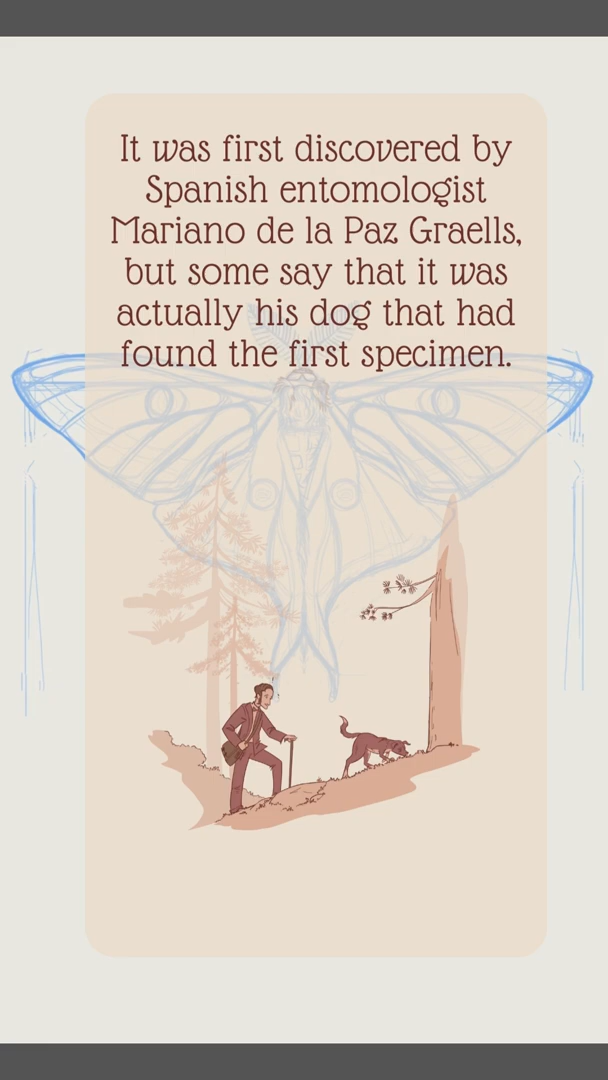 It was first discovered by
Spanish entomologist
Mariano de la Paz Graells,
but some say that it was
actually his dog that had
found the first specimen.